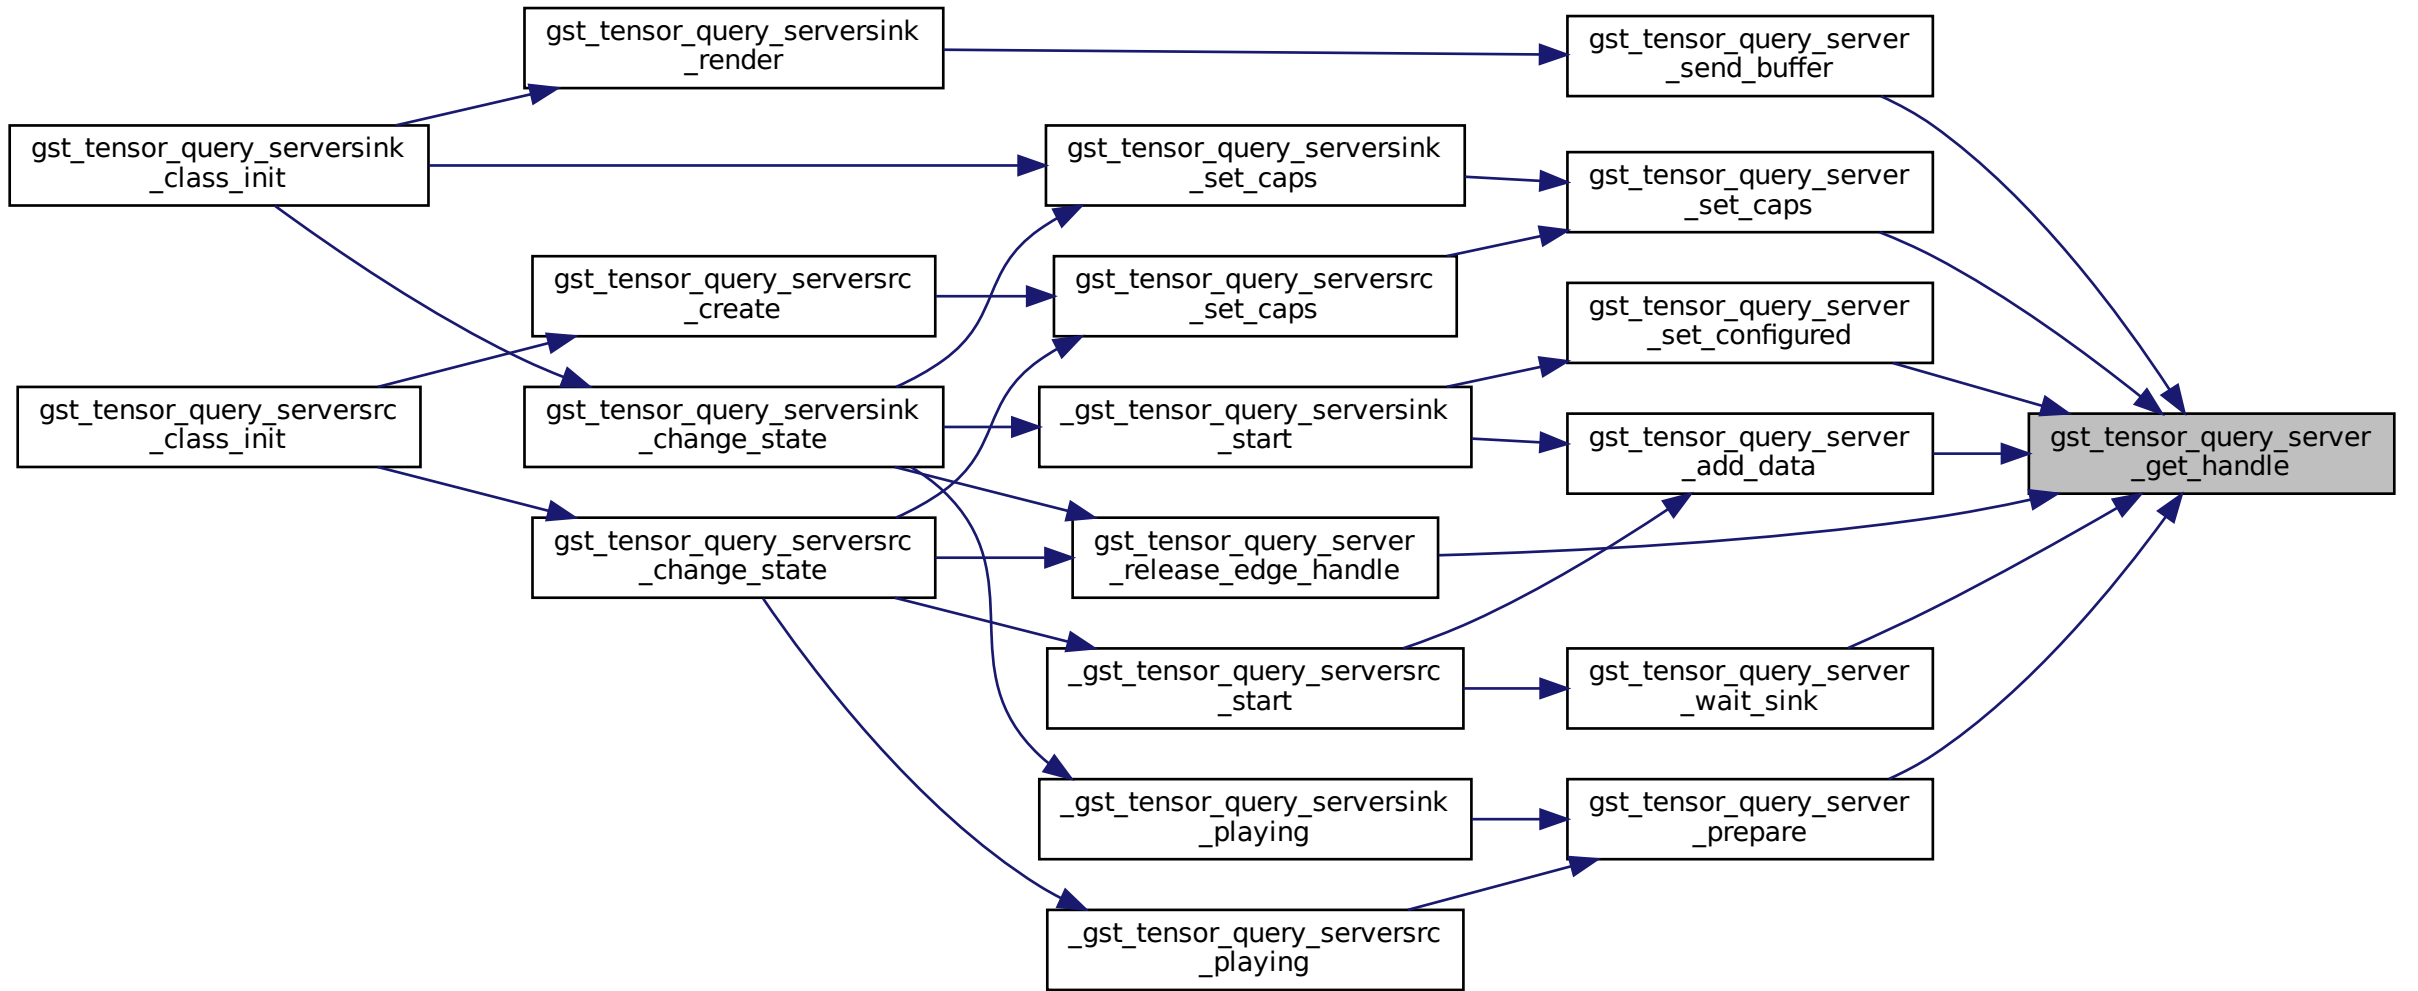 gst_tensor_query_serversink
_render
gst_tensor_query_server
_send_buffer
gst_tensor_query_serversink
_class_init
gst_tensor_query_serversink
_set_caps
gst_tensor_query_server
_set_caps
gst_tensor_query_serversrc
_create
gst_tensor_query_serversrc
_set_caps
gst_tensor_query_server
_set_configured
gst_tensor_query_serversrc
_class_init
gst_tensor_query_serversink
_change_state
_gst_tensor_query_serversink
_start
gst_tensor_query_server
_add_data
gst_tensor_query_server
_get_handle
gst_tensor_query_serversrc
_change_state
gst_tensor_query_server
_release_edge_handle
_gst_tensor_query_serversrc
_start
gst_tensor_query_server
_wait_sink
_gst_tensor_query_serversink
_playing
gst_tensor_query_server
_prepare
_gst_tensor_query_serversrc
_playing